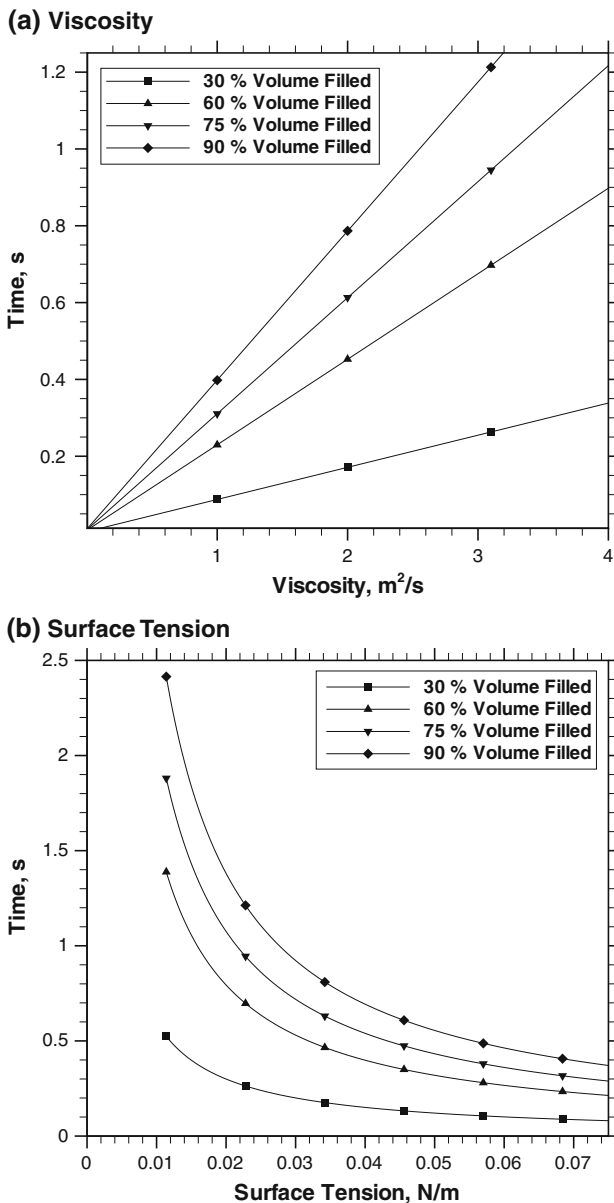 (a) Viscosity
1.2
1
0.8
0.6
0.4
0.2
Time, s
30 % Volume Filled
60 % Volume Filled
75 % Volume Filled
90 % Volume Filled
1 2 3 4
Viscosity, m²/s
(b) Surface Tension
2.5
2
1.5
1
0.5
0
Time, s
30 % Volume Filled
60 % Volume Filled
75 % Volume Filled
90 % Volume Filled
0 0.01 0.02 0.03 0.04 0.05 0.06 0.07
Surface Tension, N/m